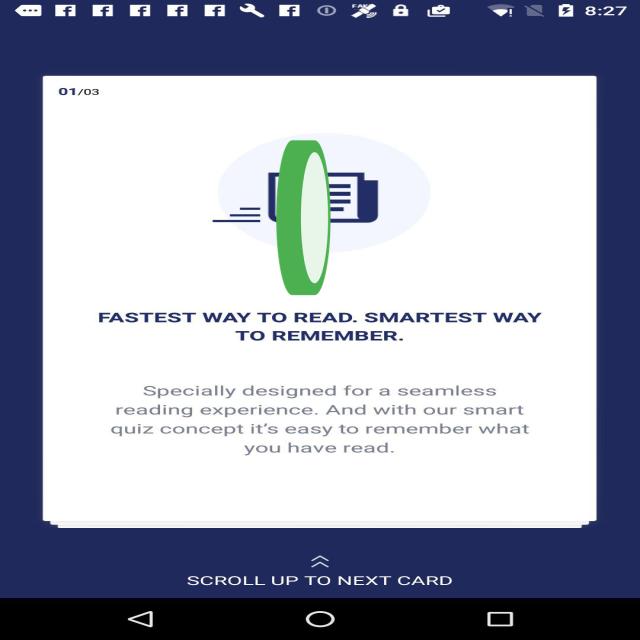 8:27
01/03
FASTEST WAY TO READ. SMARTEST WAY
TO REMEMBER.
Specially designed for a seamless
reading experience. And with our smart
quiz concept it's easy to remember what
you have read.
SCROLL UP TO NEXT CARD